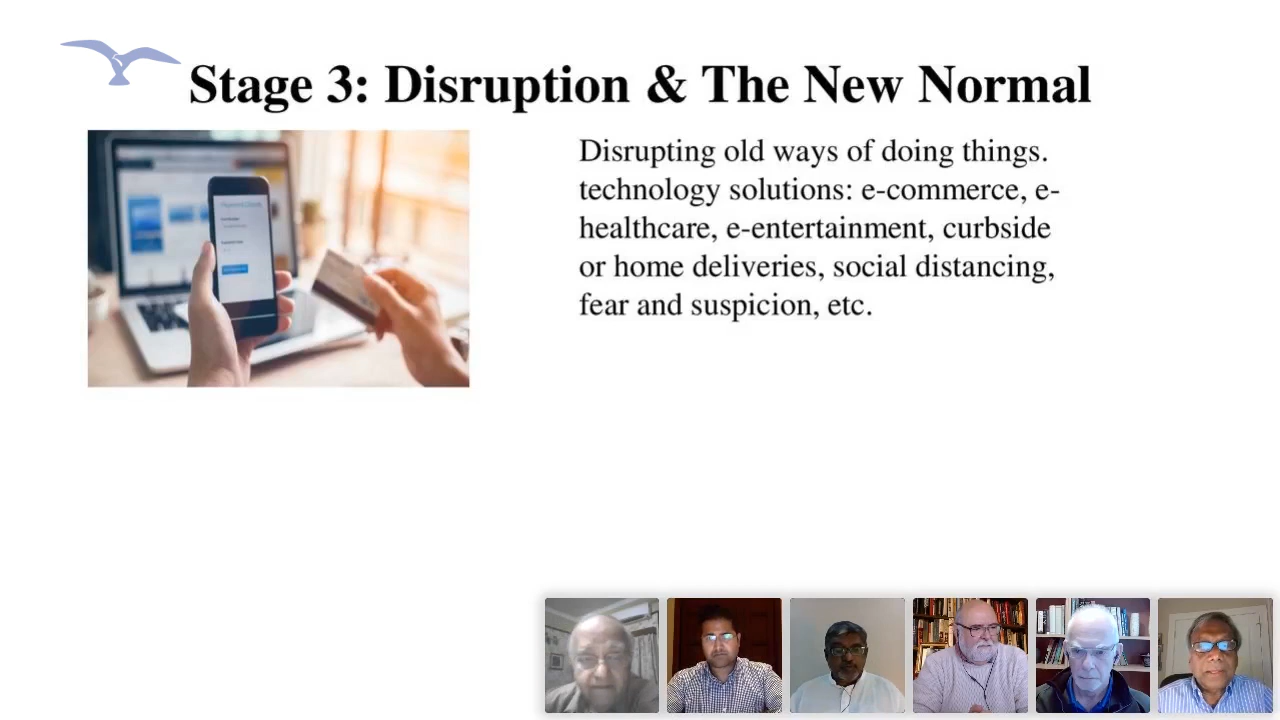 Stage 3: Disruption & The New Normal
Disrupting old ways of doing things.
technology solutions: e-commerce, e-
healthcare, e-entertainment, curbside
or home deliveries, social distancing,
fear and suspicion, etc.